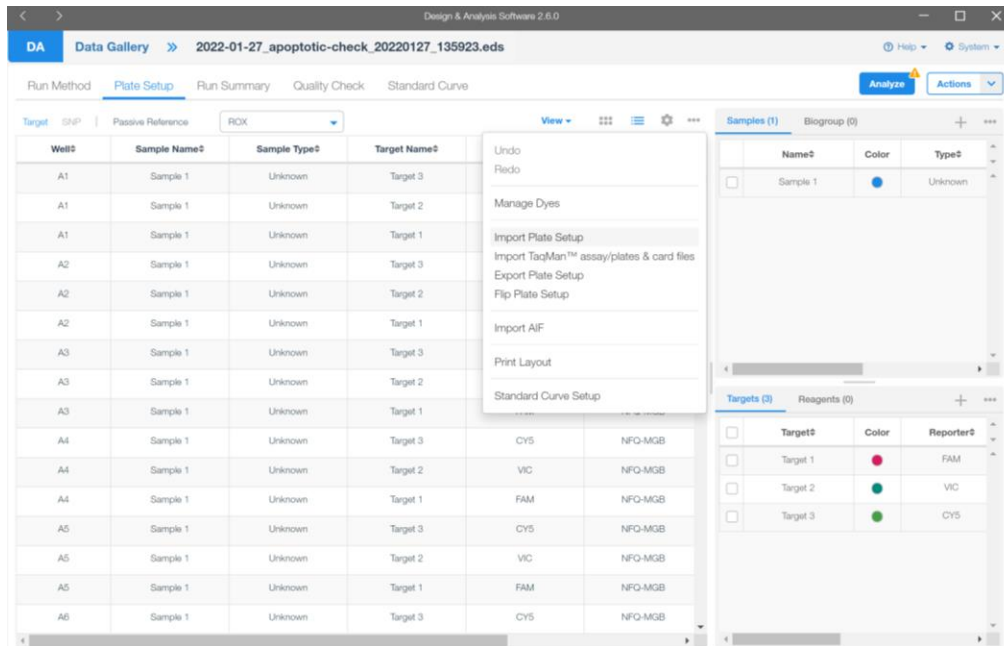 Design & Analysis Software 2.6.0
DA Data Gallery » 2022-01-27_apoptotic-check_20220127_135923.eds Help System
Run Method Plate Setup Run Summary Quality Check Standard Curve Analyze Actions
Target SNP | Passive Reference ROX View
Well Sample Name Sample Type Target Name
A1 Sample 1 Unknown Target 3
A1 Sample 1 Unknown Target 2
A1 Sample 1 Unknown Target 1
A2 Sample 1 Unknown Target 3
A2 Sample 1 Unknown Target 2
A2 Sample 1 Unknown Target 1
A3 Sample 1 Unknown Target 3
A3 Sample 1 Unknown Target 2
A3 Sample 1 Unknown Target 1
A4 Sample 1 Unknown Target 3 CY5 NFQ-MGB
A4 Sample 1 Unknown Target 2 VIC NFQ-MGB
A4 Sample 1 Unknown Target 1 FAM NFQ-MGB
A5 Sample 1 Unknown Target 3 CY5 NFQ-MGB
A5 Sample 1 Unknown Target 2 VIC NFQ-MGB
A5 Sample 1 Unknown Target 1 FAM NFQ-MGB
A6 Sample 1 Unknown Target 3 CY5 NFQ-MGB
Undo
Redo
Manage Dyes
Import Plate Setup
Import TaqMan™ assay/plates & card files
Export Plate Setup
Flip Plate Setup
Import AIF
Print Layout
Standard Curve Setup
Samples (1) Biogroup (0)
Name Color Type
Sample 1 Unknown
Targets (3) Reagents (0)
Target Color Reporter
Target 1 FAM
Target 2 VIC
Target 3 CY5